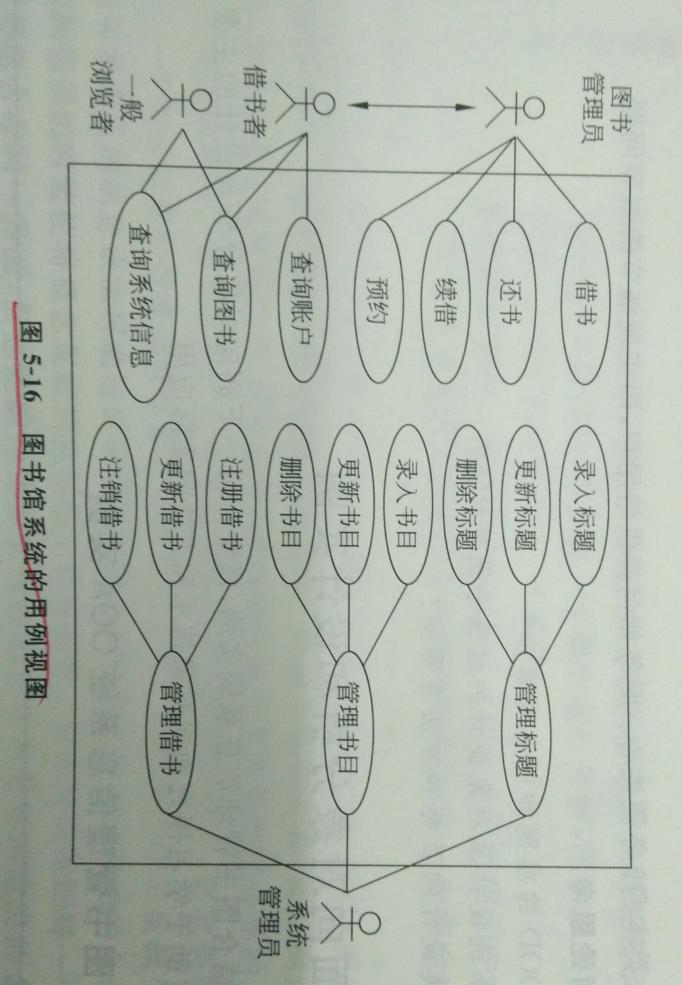 图书
管理员
借书者
一般
浏览者
借书
还书
续借
预约
查询账户
查询图书
查询系统信息
录入标题
更新标题
删除标题
录入书目
更新书目
删除书目
注册借书
更新借书
注销借书
管理标题
管理书目
管理借书
系统
管理员
图 5-16 图书馆系统的用例视图